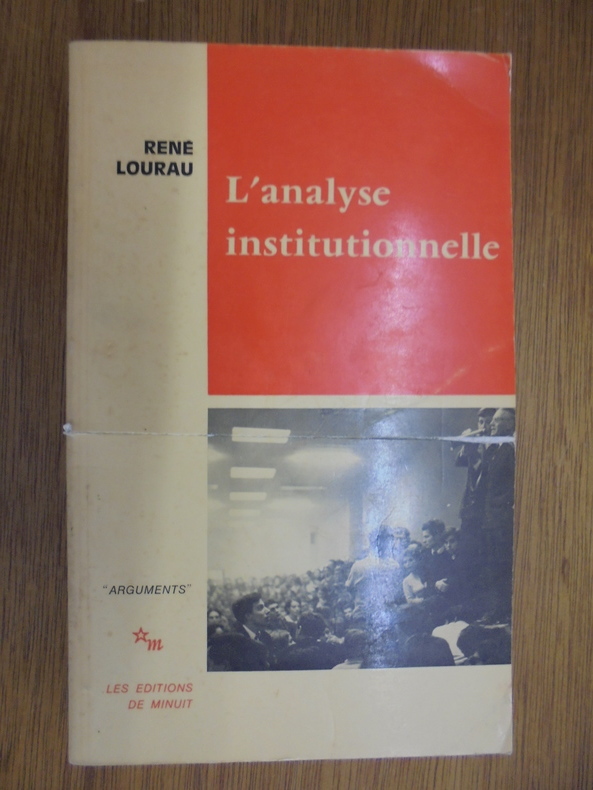 RENÉ
LOURAU
L'analyse
institutionnelle
"ARGUMENTS"
m
LES EDITIONS
DE MINUIT